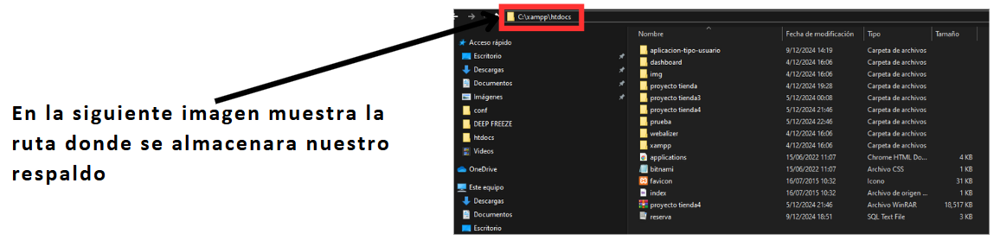 En la siguiente imagen muestra la
ruta donde se almacenara nuestro
respaldo
C:\xampp\htdocs
Acceso rápido
Escritorio
Descargas
Documentos
Imágenes
conf
DEEP FREEZE
htdocs
Videos
OneDrive
Este equipo
Descargas
Documentos
Escritorio
Nombre Fecha de modificación Tipo Tamaño
aplicacion-tipo-usuario 9/12/2024 14:19 Carpeta de archivos
dashboard 4/12/2024 16:06 Carpeta de archivos
img 4/12/2024 16:06 Carpeta de archivos
proyecto tienda 4/12/2024 19:28 Carpeta de archivos
proyecto tienda3 5/12/2024 00:08 Carpeta de archivos
proyecto tienda4 5/12/2024 21:46 Carpeta de archivos
prueba 5/12/2024 22:46 Carpeta de archivos
webalizer 4/12/2024 16:06 Carpeta de archivos
xampp 4/12/2024 16:06 Carpeta de archivos
applications 15/06/2022 11:07 Chrome HTML Do... 4 KB
bitnami 15/06/2022 11:07 Archivo CSS 1 KB
favicon 16/07/2015 10:32 Icono 31 KB
index 16/07/2015 10:32 Archivo de origen ... 1 KB
proyecto tienda4 5/12/2024 21:46 Archivo WinRAR 18,517 KB
reserva 9/12/2024 18:51 SQL Text File 3 KB